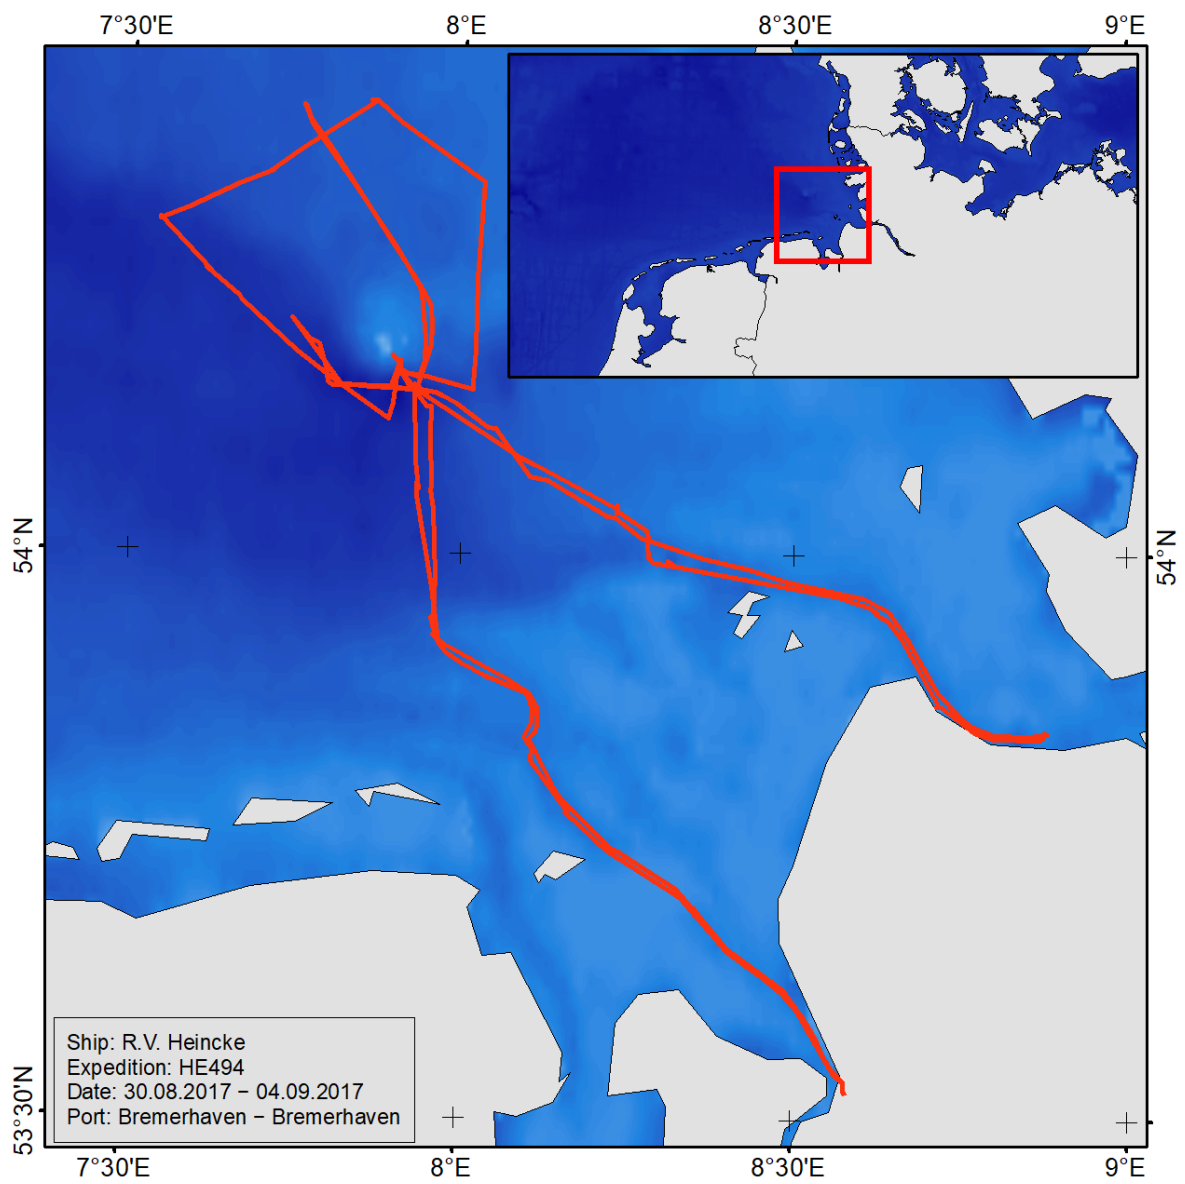 7°30'E 8°E 8°30'E 9°E
54°N 54°N
53°30'N
Ship: R.V. Heincke
Expedition: HE494
Date: 30.08.2017 – 04.09.2017
Port: Bremerhaven – Bremerhaven
7°30'E 8°E 8°30'E 9°E